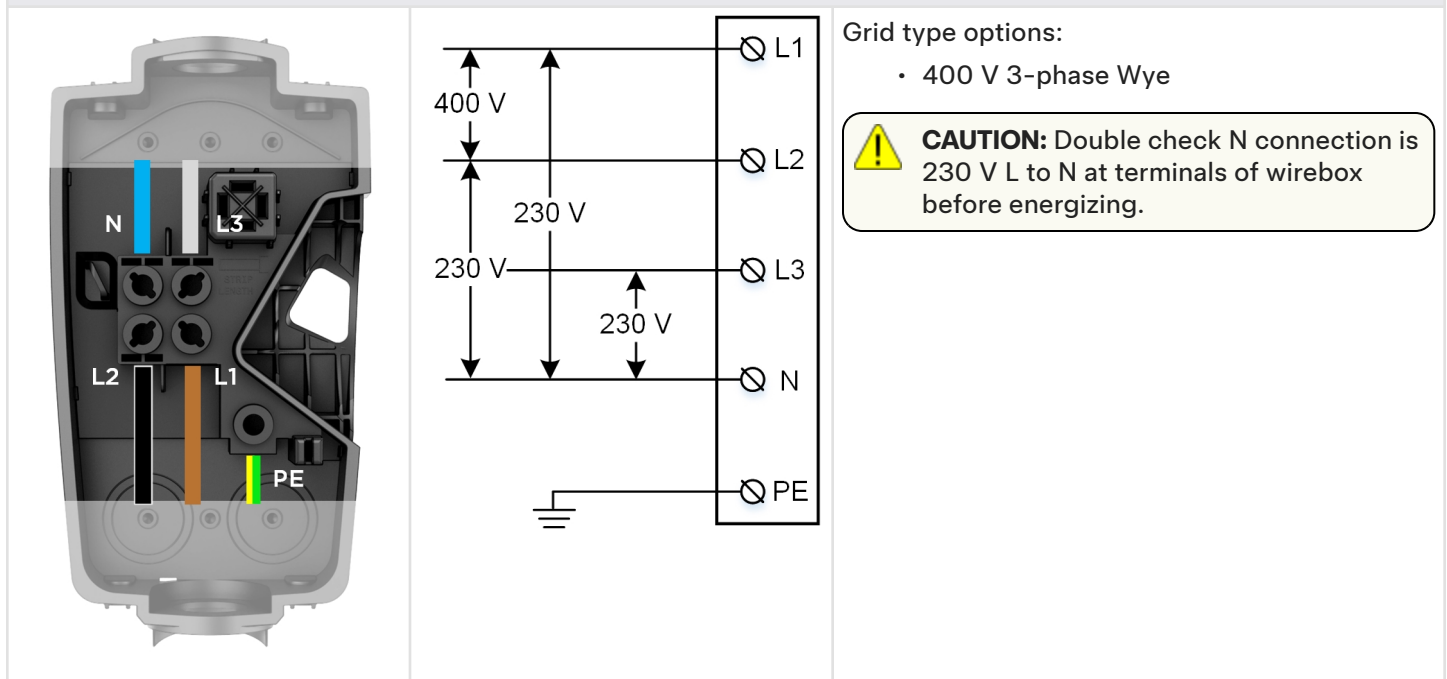 N
L3
L2
L1
PE
L1
400 V
L2
230 V
230 V
L3
230 V
N
PE
Grid type options:
• 400 V 3-phase Wye
CAUTION: Double check N connection is
230 V L to N at terminals of wirebox
before energizing.